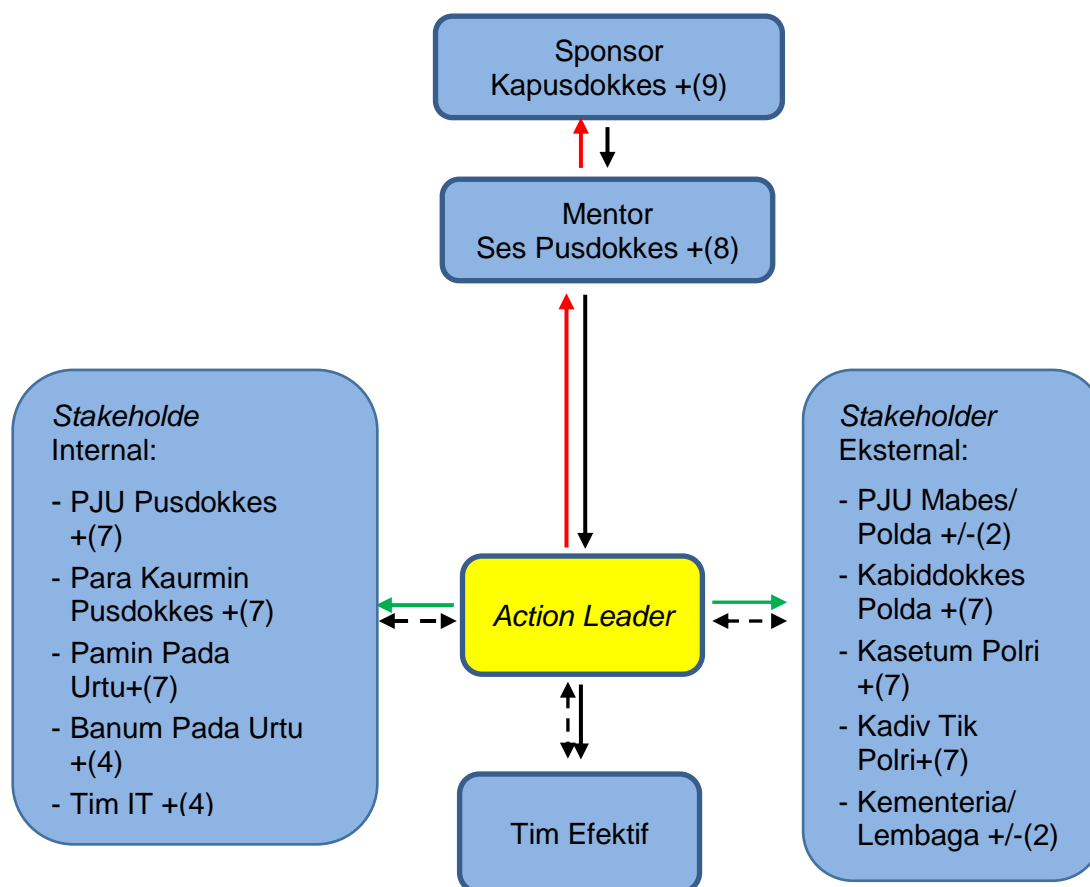 Sponsor
Kapusdokkes +(9)
Mentor
Ses Pusdokkes +(8)
Stakeholde
Internal:
- PJU Pusdokkes
+(7)
- Para Kaurmin
Pusdokkes +(7)
- Pamin Pada
Urtu+(7)
- Banum Pada Urtu
+(4)
- Tim IT +(4)
Action Leader
Stakeholder
Eksternal:
- PJU Mabes/
Polda +/-(2)
- Kabiddokkes
Polda +(7)
- Kasetum Polri
+(7)
- Kadiv Tik
Polri+(7)
- Kementeria/
Lembaga +/-(2)
Tim Efektif